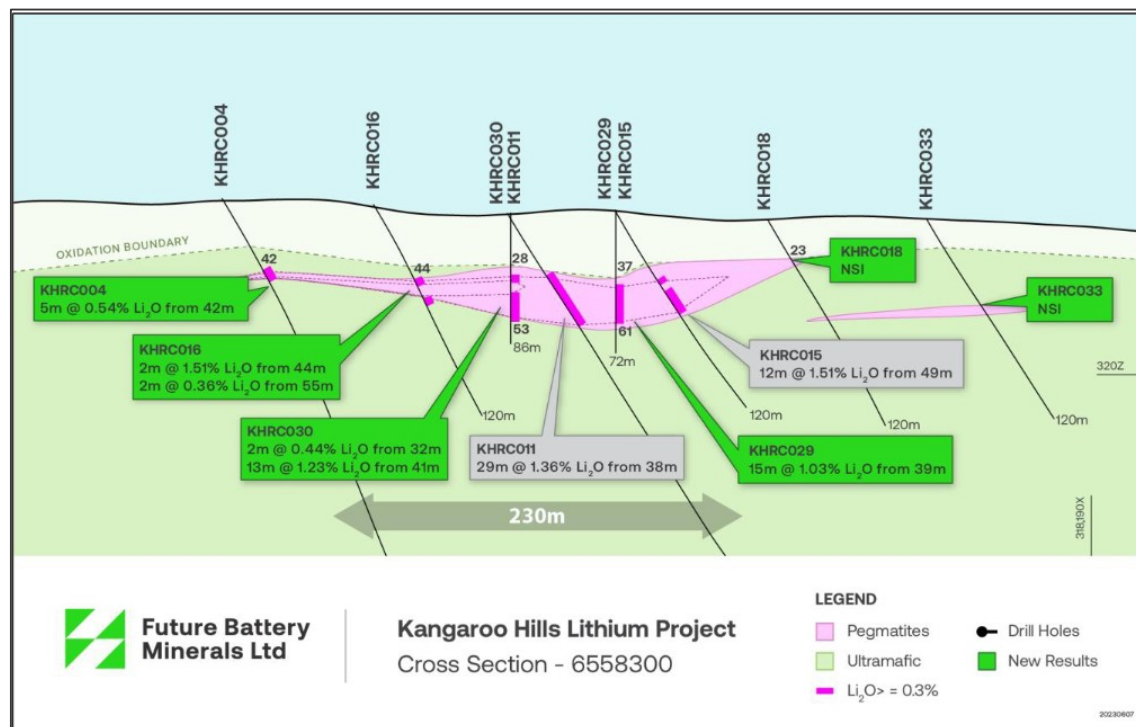 KHRC004
KHRC016
KHRC030
KHRC011
KHRC029
KHRC015
KHRC018
KHRC033
OXIDATION BOUNDARY
42
44
28
37
23
53
61
86m
72m
KHRC018
NSI
KHRC033
NSI
KHRC004
5m @ 0.54% Li₂O from 42m
KHRC016
2m @ 1.51% Li₂O from 44m
2m @ 0.36% Li₂O from 55m
KHRC015
12m @ 1.51% Li₂O from 49m
320Z
120m
120m
120m
120m
KHRC030
2m @ 0.44% Li₂O from 32m
13m @ 1.23% Li₂O from 41m
KHRC011
29m @ 1.36% Li₂O from 38m
KHRC029
15m @ 1.03% Li₂O from 39m
230m
318,190X
Future Battery
Minerals Ltd
Kangaroo Hills Lithium Project
Cross Section - 6558300
LEGEND
Pegmatites
Ultramafic
Li₂O> = 0.3%
Drill Holes
New Results
20230607